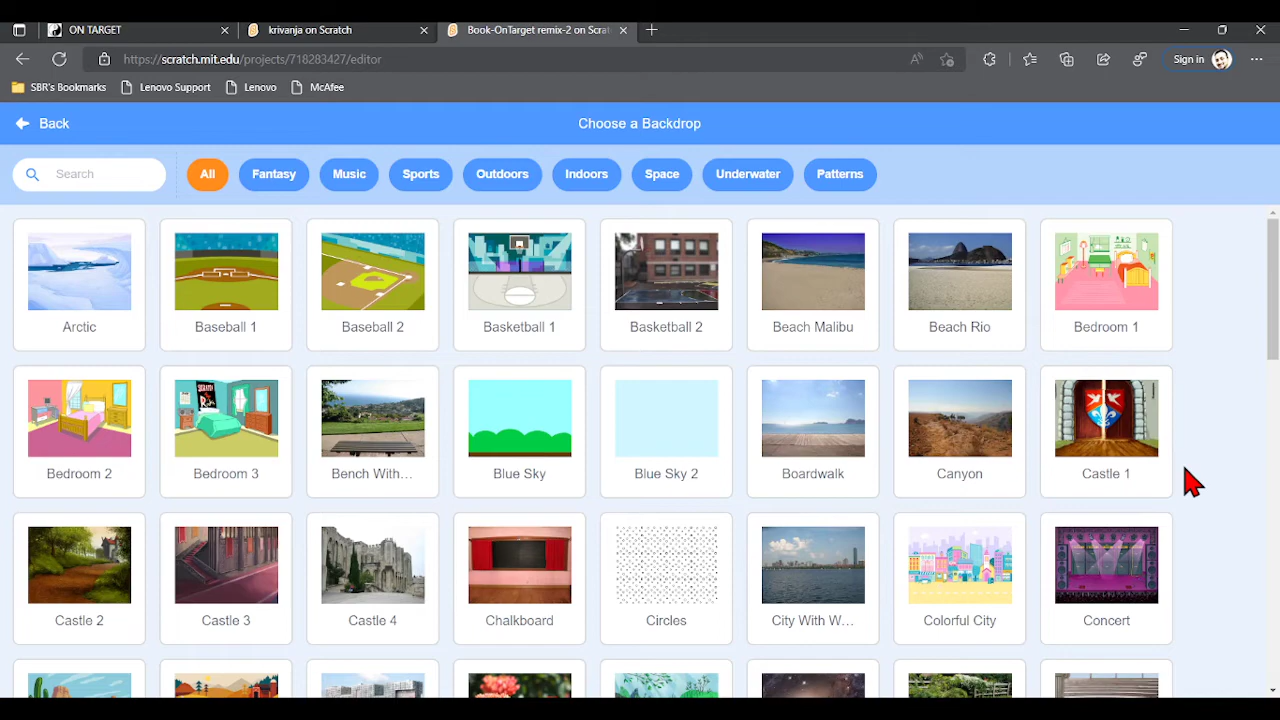 ON TARGET
krivanja on Scratch
Book-OnTarget remix-2 on Scrat
https://scratch.mit.edu/projects/718283427/editor
Sign in
SBR's Bookmarks
Lenovo Support
Lenovo
McAfee
Back
Choose a Backdrop
Search
All
Fantasy
Music
Sports
Outdoors
Indoors
Space
Underwater
Patterns
Arctic
Baseball 1
Baseball 2
Basketball 1
Basketball 2
Beach Malibu
Beach Rio
Bedroom 1
Bedroom 2
Bedroom 3
Bench With...
Blue Sky
Blue Sky 2
Boardwalk
Canyon
Castle 1
Castle 2
Castle 3
Castle 4
Chalkboard
Circles
City With W...
Colorful City
Concert